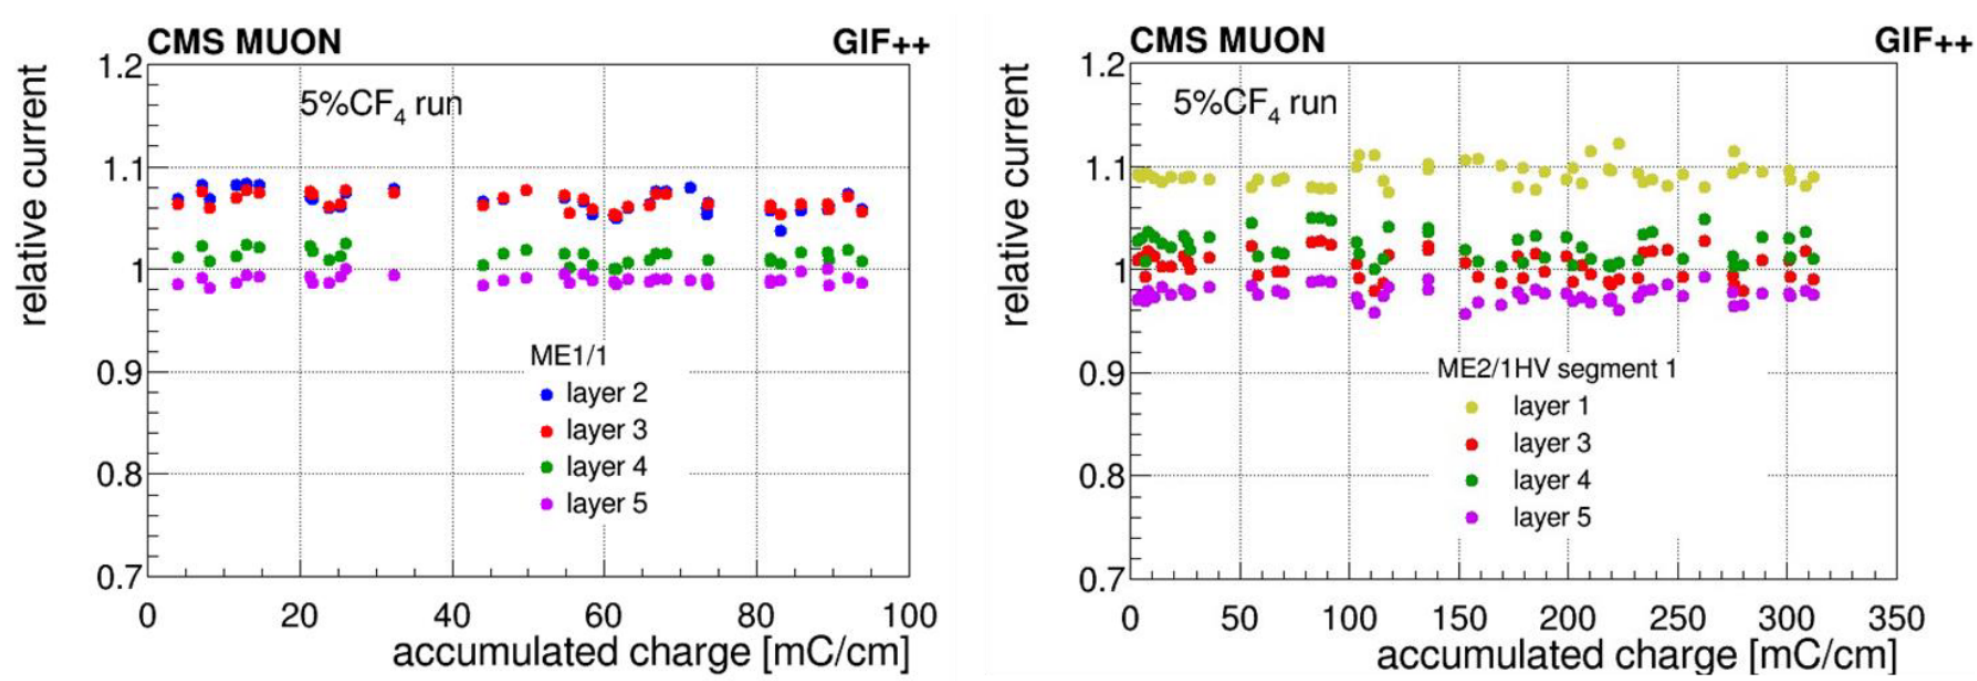 CMS MUON
GIF++
5%CF4 run
relative current
1.2
1.1
1
0.9
0.8
0.7
ME1/1
layer 2
layer 3
layer 4
layer 5
0 20 40 60 80 100
accumulated charge [mC/cm]
CMS MUON
GIF++
5%CF4 run
relative current
1.2
1.1
1
0.9
0.8
0.7
ME2/1HV segment 1
layer 1
layer 3
layer 4
layer 5
0 50 100 150 200 250 300 350
accumulated charge [mC/cm]